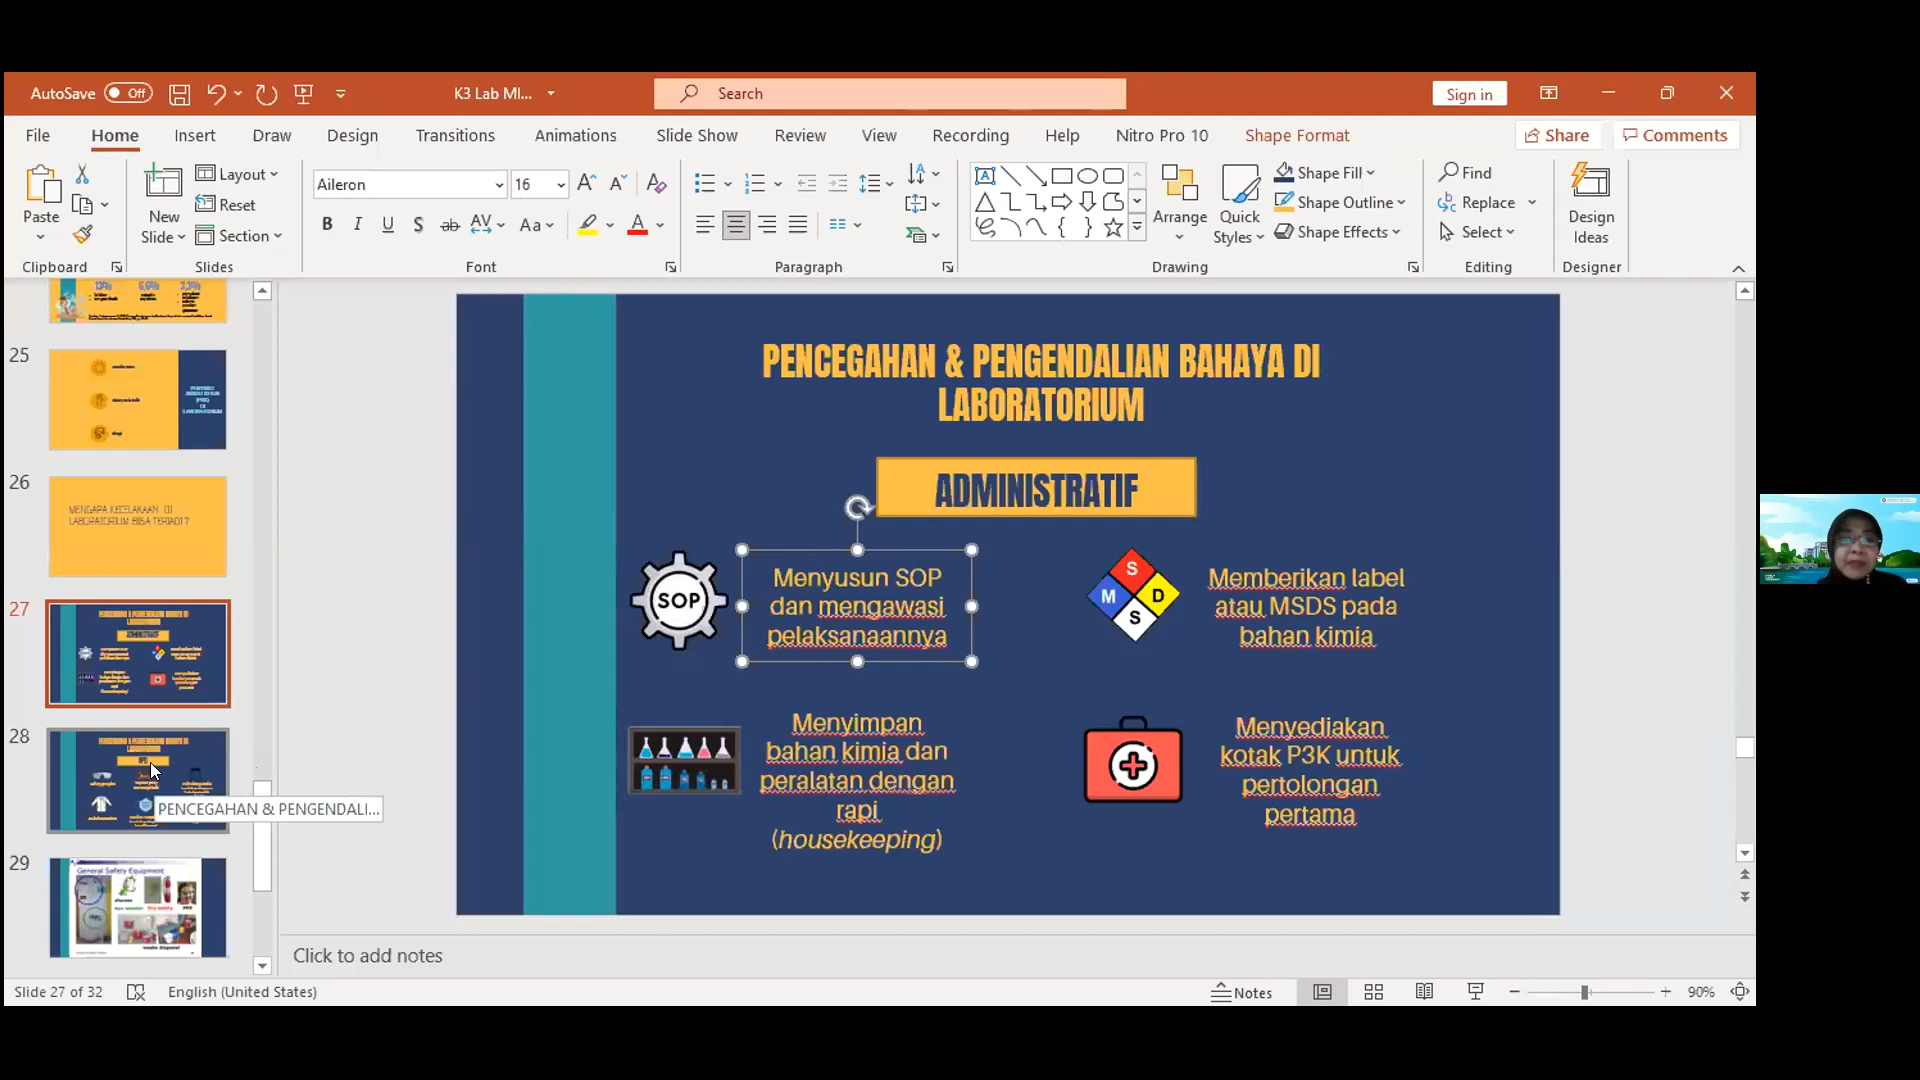 AutoSave Off
K3 Lab MI...
Search
Sign in
File Home Insert Draw Design Transitions Animations Slide Show Review View Recording Help Nitro Pro 10 Shape Format
Share Comments
Paste
New
Slide
Layout
Reset
Section
Aileron 16
Arrange
Quick
Styles
Shape Fill
Shape Outline
Shape Effects
Find
Replace
Select
Design
Ideas
Clipboard Slides Font Paragraph Drawing Editing Designer
25
26
MENGAPA KECELAKAAN DI
LABORATORIUM BISA TERJADI?
27
28
PENCEGAHAN & PENGENDALI...
29
General Safety Equipment
PENCEGAHAN & PENGENDALIAN BAHAYA DI
LABORATORIUM
ADMINISTRATIF
SOP
Menyusun SOP
dan mengawasi
pelaksanaannya
S
M D
S
Memberikan label
atau MSDS pada
bahan kimia
Menyimpan
bahan kimia dan
peralatan dengan
rapi
(housekeeping)
Menyediakan
kotak P3K untuk
pertolongan
pertama
Click to add notes
Slide 27 of 32
English (United States)
Notes
90%